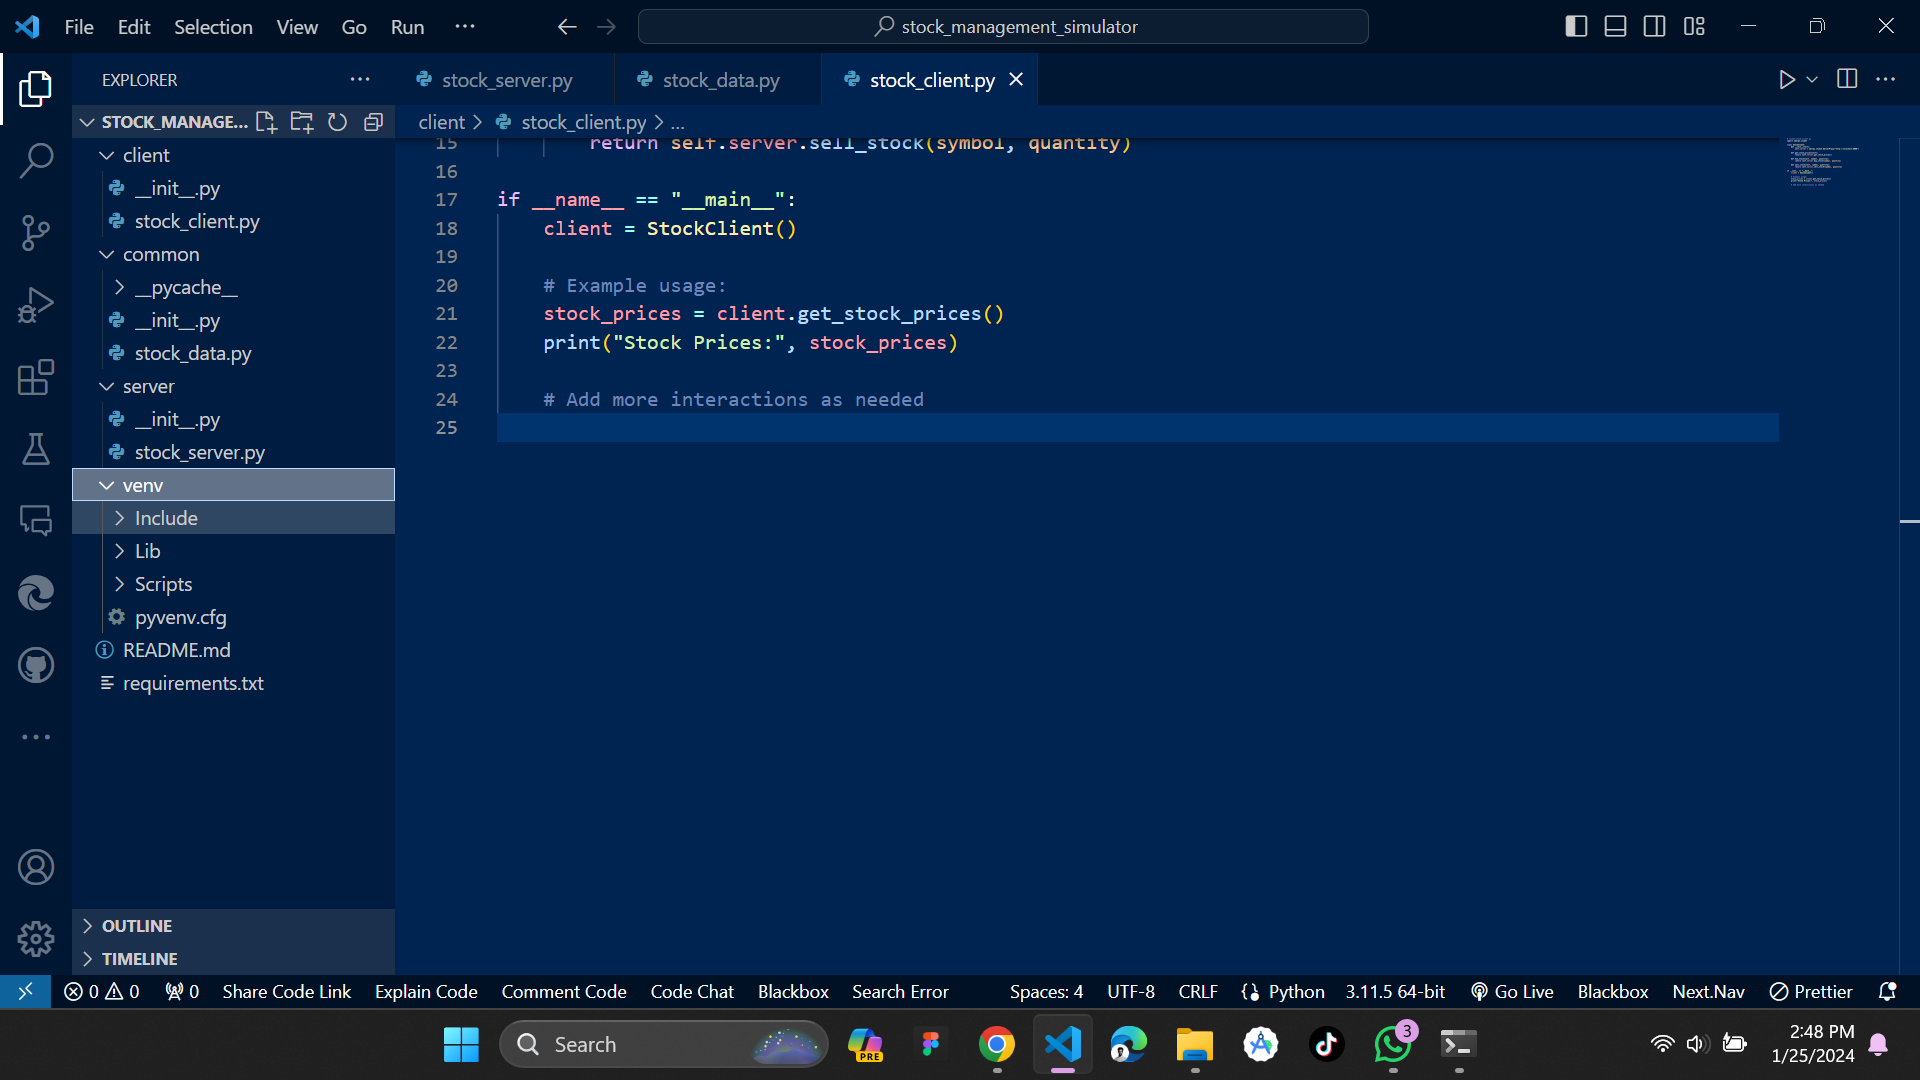 File Edit Selection View Go Run ···
stock_management_simulator
EXPLORER
stock_server.py
stock_data.py
stock_client.py
STOCK_MANAGE...
client > stock_client.py > ...
client
__init__.py
stock_client.py
common
__pycache__
__init__.py
stock_data.py
server
__init__.py
stock_server.py
venv
Include
Lib
Scripts
pyvenv.cfg
README.md
requirements.txt
OUTLINE
TIMELINE
15 return self.server.sell_stock(symbol, quantity)
16
17 if __name__ == "__main__":
18 client = StockClient()
19
20 # Example usage:
21 stock_prices = client.get_stock_prices()
22 print("Stock Prices:", stock_prices)
23
24 # Add more interactions as needed
25
0 0 0 Share Code Link Explain Code Comment Code Code Chat Blackbox Search Error Spaces: 4 UTF-8 CRLF Python 3.11.5 64-bit Go Live Blackbox Next.Nav Prettier
Search
PRE
3
2:48 PM
1/25/2024